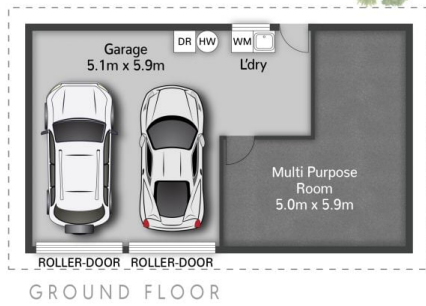 Garage
5.1m x 5.9m
DR HW WM
L'dry
Multi Purpose
Room
5.0m x 5.9m
ROLLER-DOOR ROLLER-DOOR
GROUND FLOOR